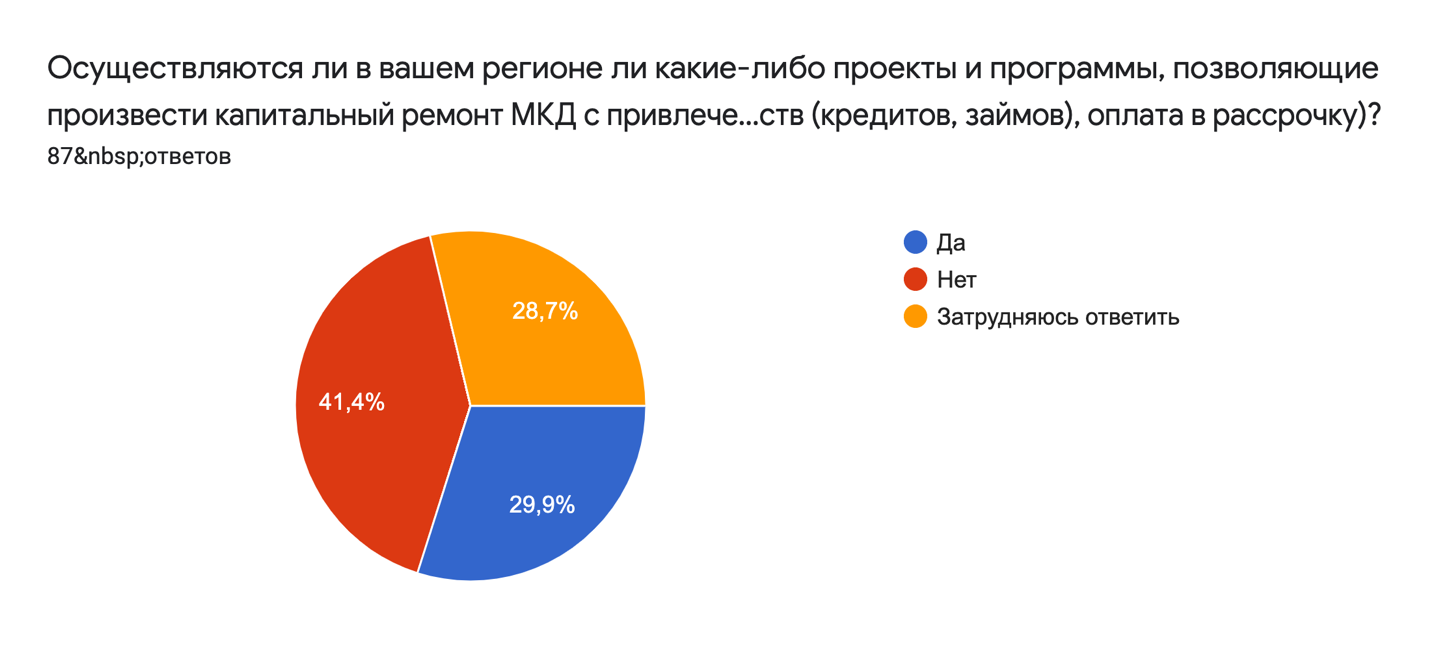 Осуществляются ли в вашем регионе ли какие-либо проекты и программы, позволяющие
произвести капитальный ремонт МКД с привлече...ств (кредитов, займов), оплата в рассрочку)?
87&nbsp;ответов
Да
Нет
Затрудняюсь ответить
28,7%
41,4%
29,9%